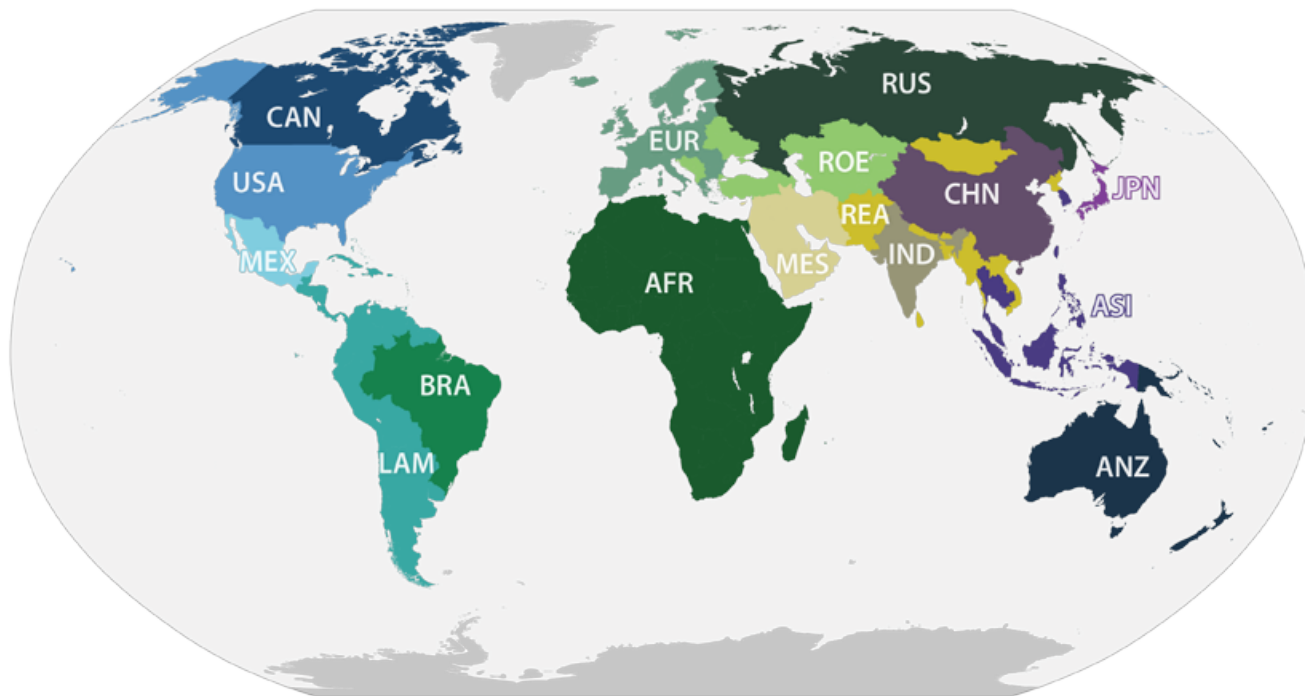 RUS
CAN
EUR
ROE
USA
CHN
JPN
REA
MEX
MES
IND
AFR
ASI
BRA
LAM
ANZ